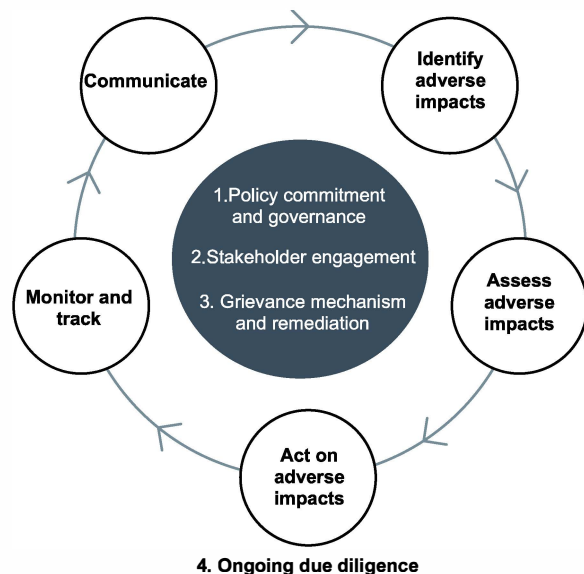 Communicate
Identify
adverse
impacts
1.Policy commitment
and governance
2.Stakeholder engagement
3. Grievance mechanism
and remediation
Monitor and
track
Assess
adverse
impacts
Act on
adverse
impacts
4. Ongoing due diligence